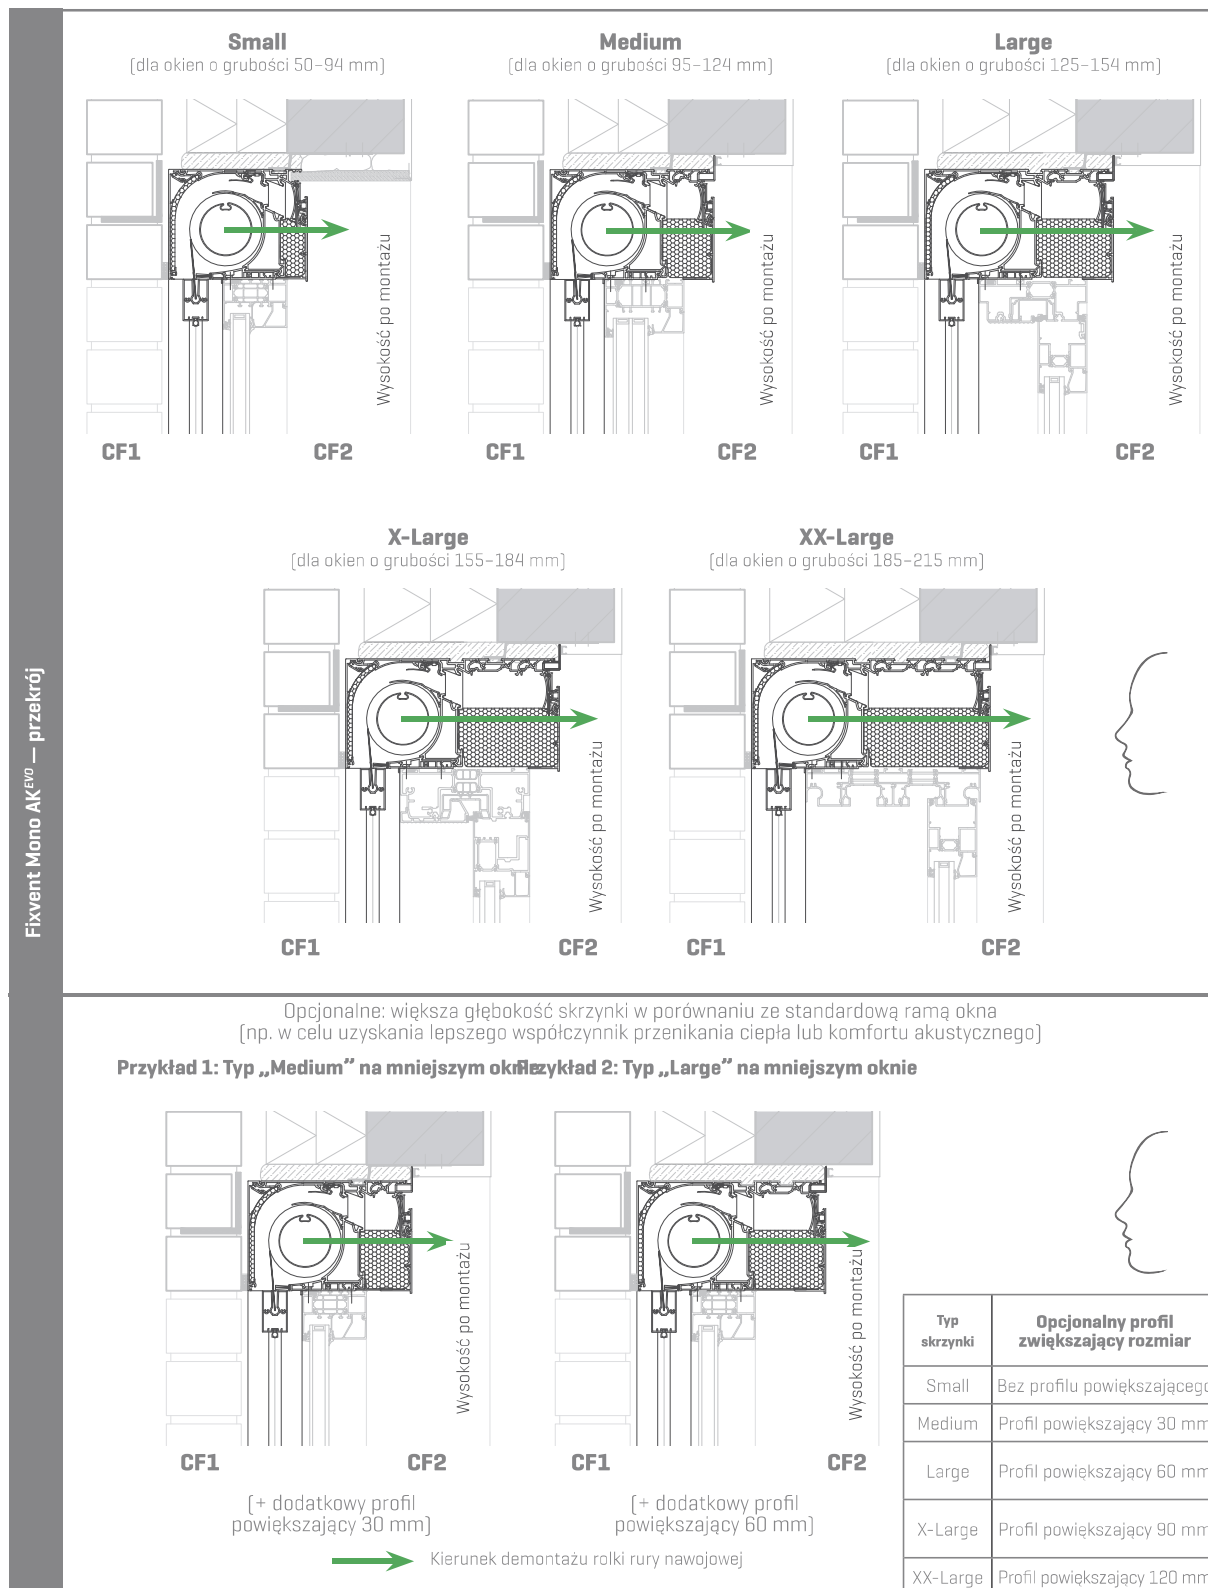 Fixvent Mono AKEVO — przekrój
Small
(dla okien o grubości 50–94 mm)
Wysokość po montażu
CF1
CF2
Medium
(dla okien o grubości 95–124 mm)
Wysokość po montażu
CF1
CF2
Large
(dla okien o grubości 125–154 mm)
Wysokość po montażu
CF1
CF2
X-Large
(dla okien o grubości 155–184 mm)
Wysokość po montażu
CF1
CF2
XX-Large
(dla okien o grubości 185–215 mm)
Wysokość po montażu
CF1
CF2
Opcjonalne: większa głębokość skrzynki w porównaniu ze standardową ramą okna
(np. w celu uzyskania lepszego współczynnik przenikania ciepła lub komfortu akustycznego)
Przykład 1: Typ „Medium” na mniejszym oknie
Wysokość po montażu
CF1
CF2
(+ dodatkowy profil
powiększający 30 mm)
Przykład 2: Typ „Large” na mniejszym oknie
Wysokość po montażu
CF1
CF2
(+ dodatkowy profil
powiększający 60 mm)
Kierunek demontażu rolki rury nawojowej
Typ
skrzynki
Opcjonalny profil
zwiększający rozmiar
Small Bez profilu powiększającego
Medium Profil powiększający 30 mm
Large Profil powiększający 60 mm
X-Large Profil powiększający 90 mm
XX-Large Profil powiększający 120 mm